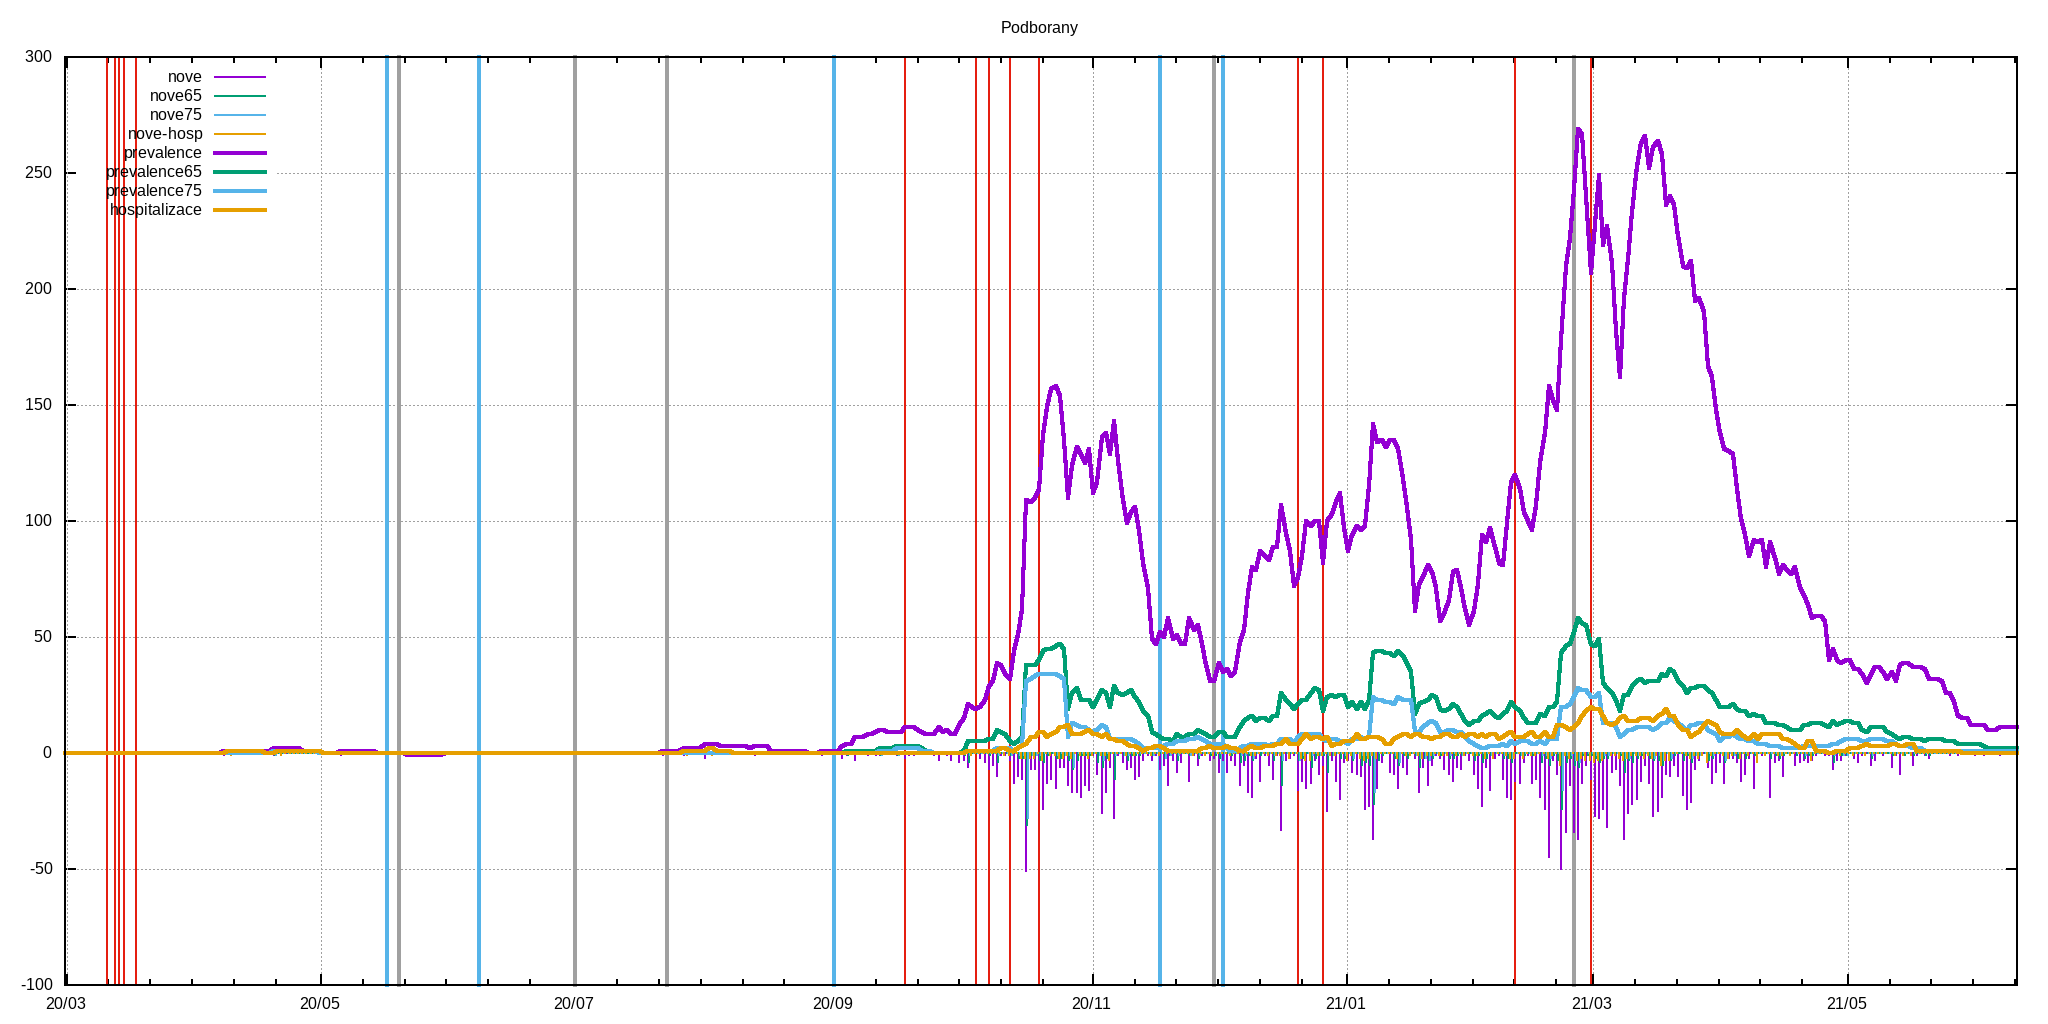 Podborany
300
nove
nove65
nove75
nove-hosp
prevalence
prevalence65
prevalence75
hospitalizace
250
200
150
100
50
0
-50
-100
20/03 20/05 20/07 20/09 20/11 21/01 21/03 21/05